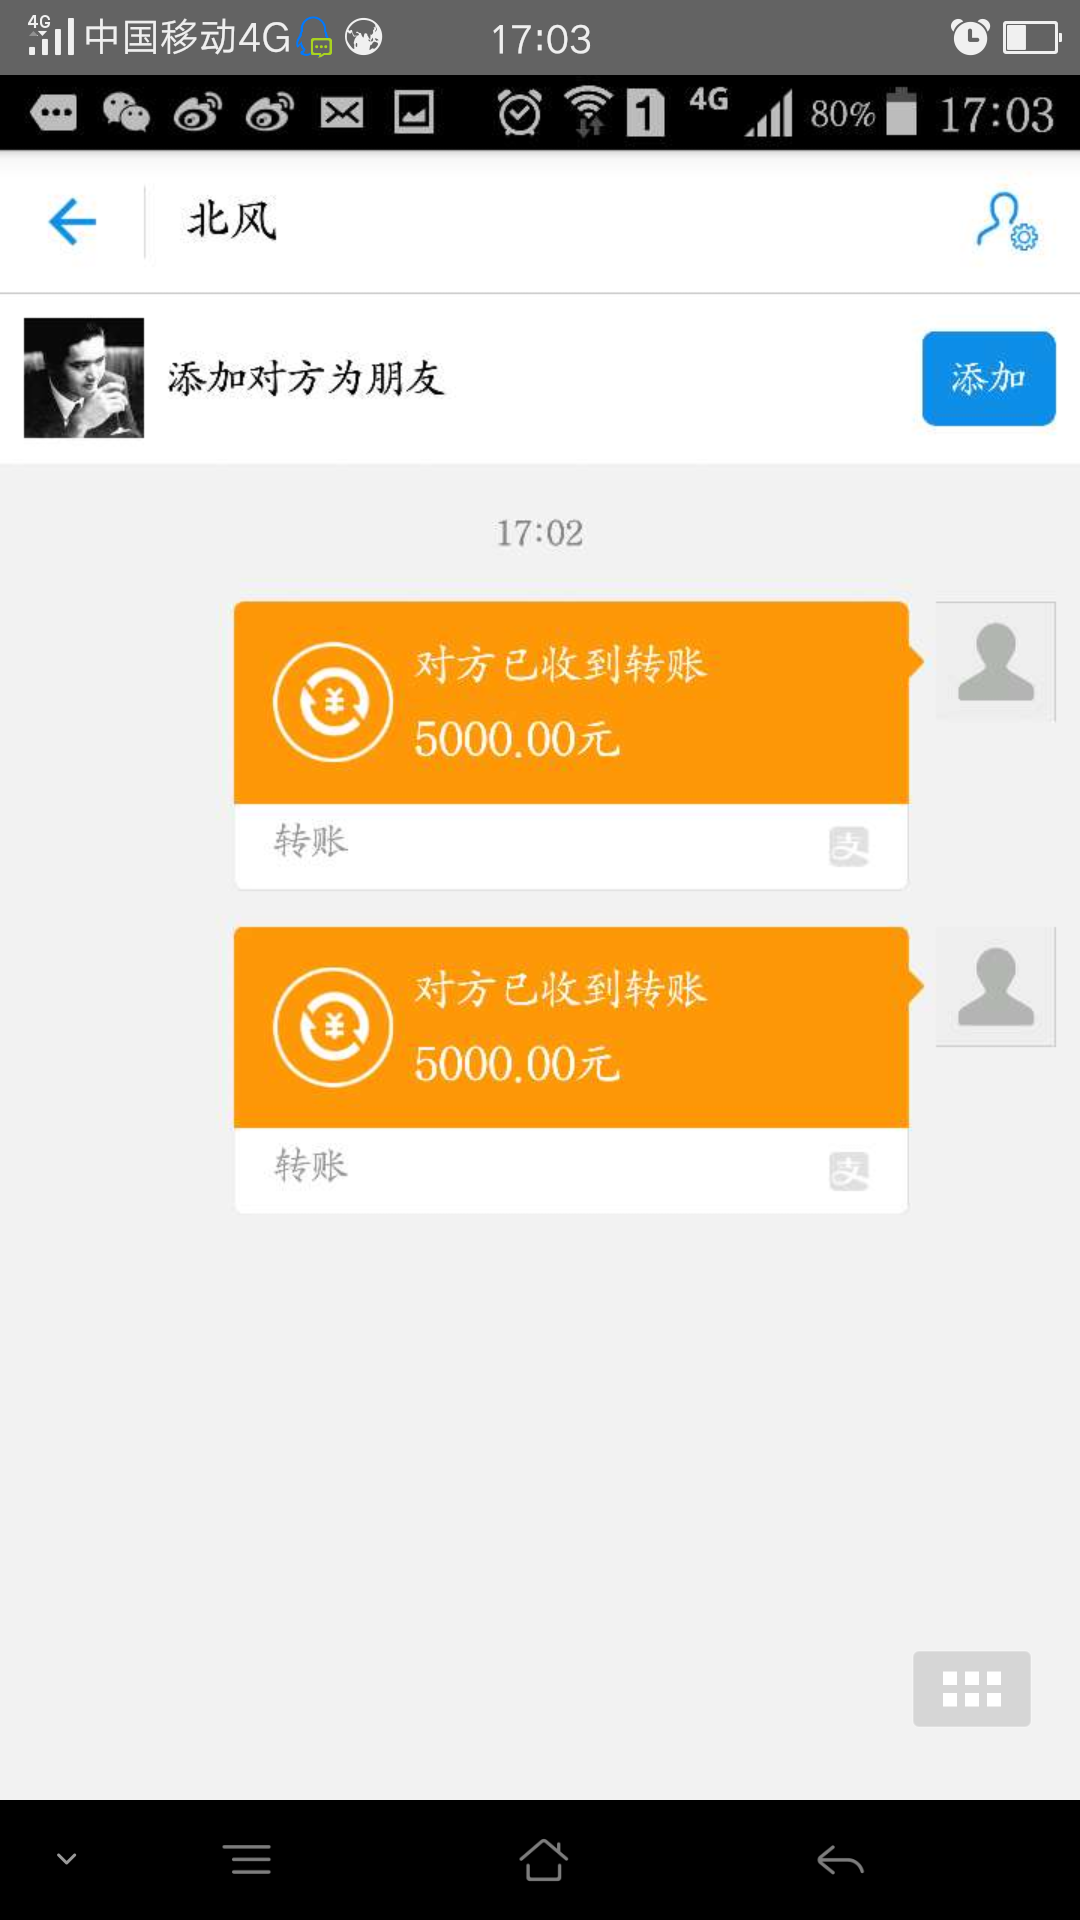 4G 中国移动4G 17:03
1 4G 80% 17:03
北风
添加对方为朋友 添加
17:02
对方已收到转账
5000.00元
转账 支
对方已收到转账
5000.00元
转账 支